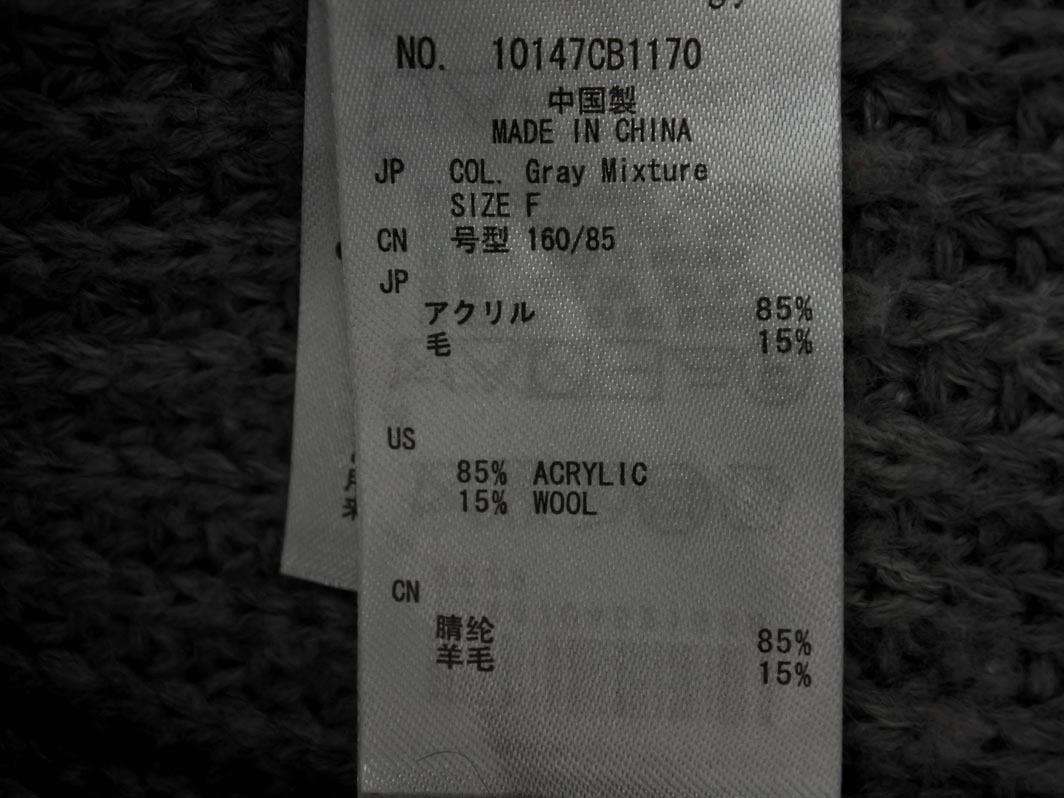 NO. 10147CB1170
中国製
MADE IN CHINA
JP COL. Gray Mixture
SIZE F
CN 号型 160/85
JP
アクリル 85%
毛 15%
US
85% ACRYLIC
15% WOOL
CN
腈纶 85%
羊毛 15%